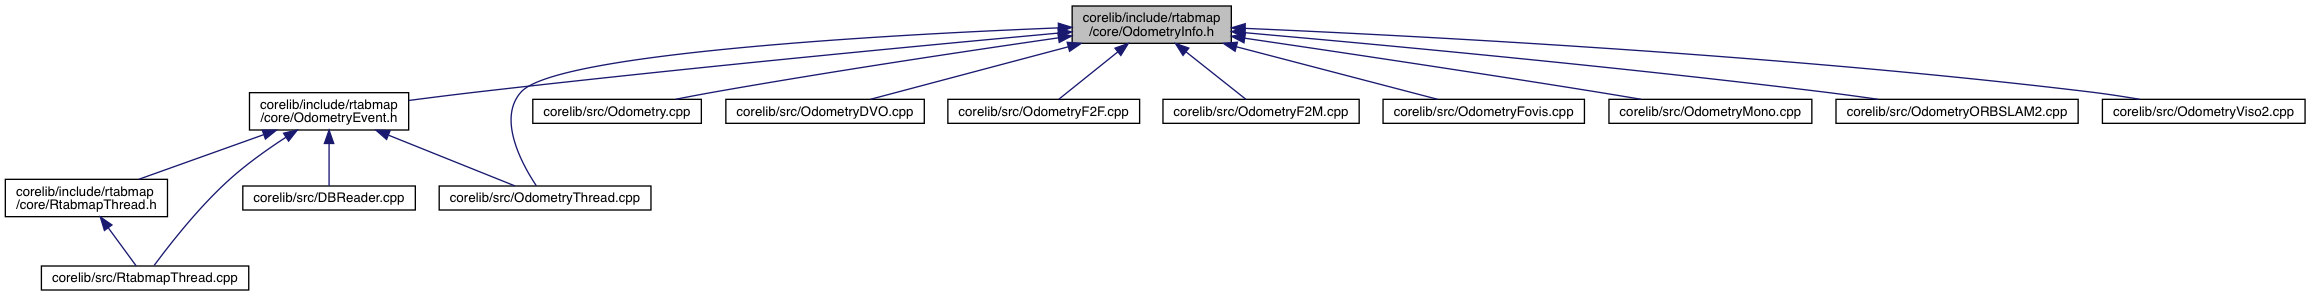 corelib/include/rtabmap
/core/OdometryInfo.h
corelib/include/rtabmap
/core/OdometryEvent.h
corelib/src/Odometry.cpp
corelib/src/OdometryDVO.cpp
corelib/src/OdometryF2F.cpp
corelib/src/OdometryF2M.cpp
corelib/src/OdometryFovis.cpp
corelib/src/OdometryMono.cpp
corelib/src/OdometryORBSLAM2.cpp
corelib/src/OdometryViso2.cpp
corelib/include/rtabmap
/core/RtabmapThread.h
corelib/src/DBReader.cpp
corelib/src/OdometryThread.cpp
corelib/src/RtabmapThread.cpp